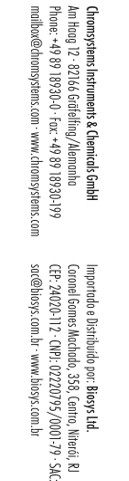 Chromsystems Instruments & Chemicals GmbH
Am Haag 12 · 82166 Gräfelfing/Alemanha
Phone: +49 89 18930-0 · Fax: +49 89 18930-199
mailbox@chromsystems.com · www.chromsystems.com
Importado e Distribuído por: Biosys Ltd.
Coronel Gomes Machado, 358, Centro, Niterói, RJ
CEP: 24020-112 · CNPJ: 02220795/0001-79 · SAC:
sac@biosys.com.br · www.biosys.com.br